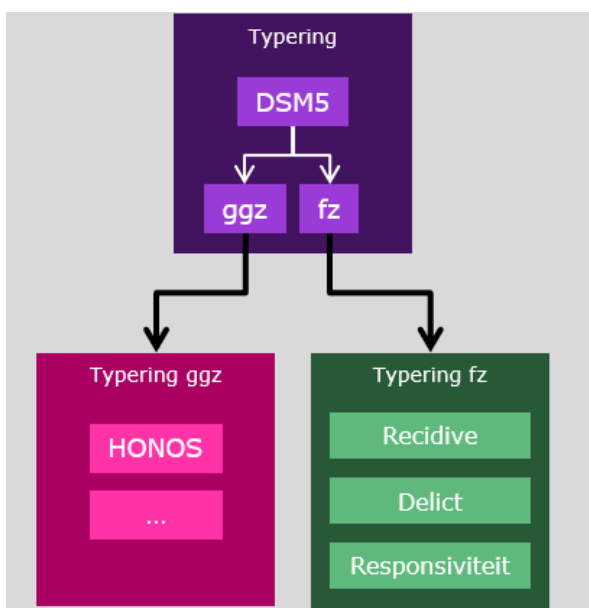 Typering
DSM5
ggz
fz
Typering ggz
HONOS
...
Typering fz
Recidive
Delict
Responsiviteit